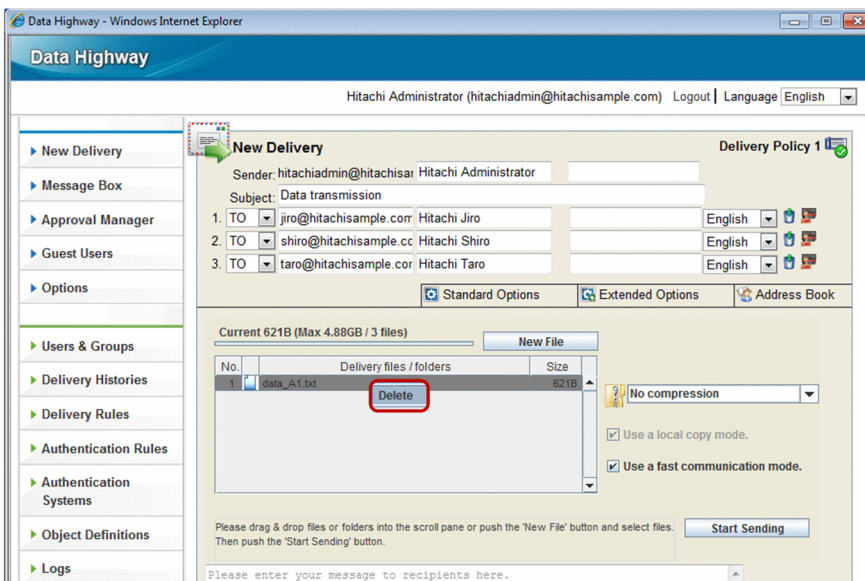 Data Highway - Windows Internet Explorer
Data Highway
Hitachi Administrator (hitachiadmin@hitachisample.com) Logout | Language English
New Delivery
Message Box
Approval Manager
Guest Users
Options
Users & Groups
Delivery Histories
Delivery Rules
Authentication Rules
Authentication
Systems
Object Definitions
Logs
New Delivery
Delivery Policy 1
Sender: hitachiadmin@hitachisar Hitachi Administrator
Subject: Data transmission
1. TO jiro@hitachisample.com Hitachi Jiro English
2. TO shiro@hitachisample.cc Hitachi Shiro English
3. TO taro@hitachisample.cor Hitachi Taro English
Standard Options Extended Options Address Book
Current 621B (Max 4.88GB / 3 files)
New File
No. Delivery files / folders Size
1 data_A1.txt 621B
Delete
No compression
Use a local copy mode.
Use a fast communication mode.
Please drag & drop files or folders into the scroll pane or push the 'New File' button and select files.
Then push the 'Start Sending' button.
Start Sending
Please enter your message to recipients here.